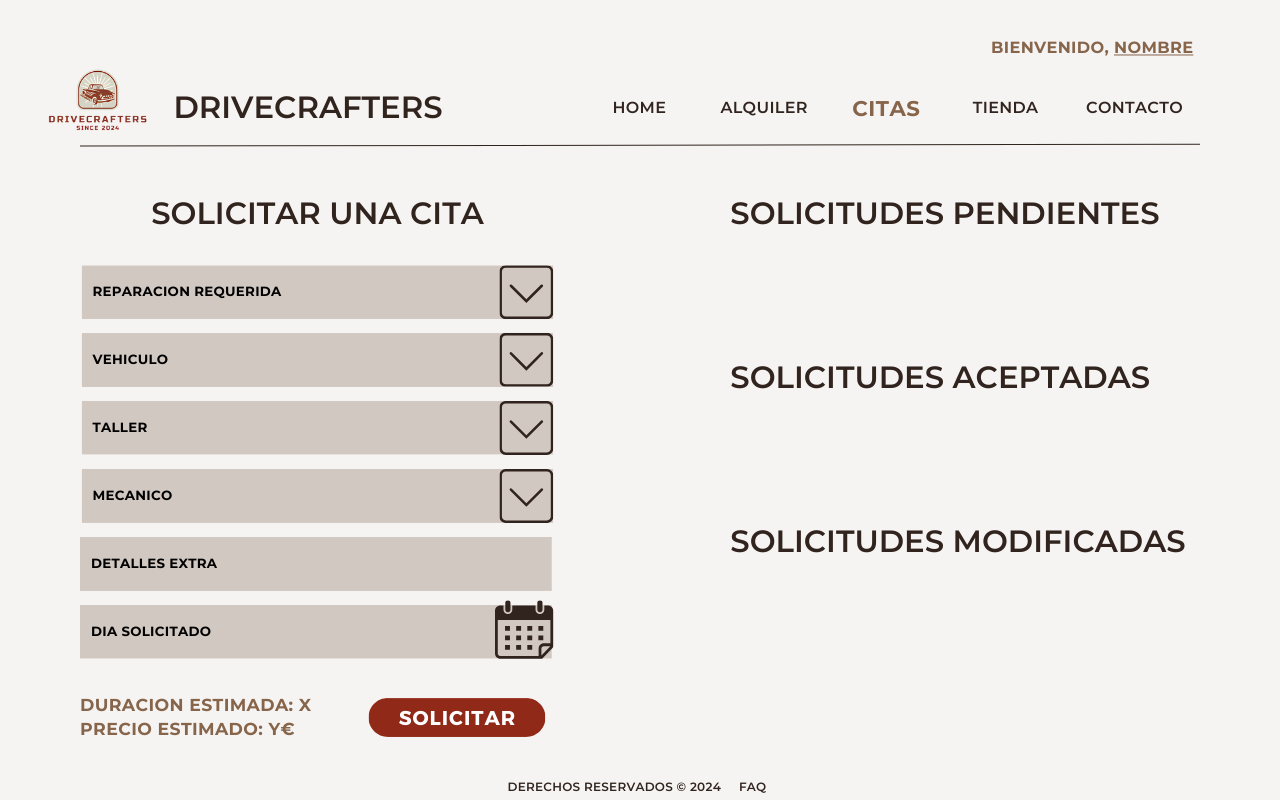 BIENVENIDO, NOMBRE
DRIVECRAFTERS
SINCE 2024
DRIVECRAFTERS
HOME ALQUILER CITAS TIENDA CONTACTO
SOLICITAR UNA CITA
REPARACION REQUERIDA
VEHICULO
TALLER
MECANICO
DETALLES EXTRA
DIA SOLICITADO
DURACION ESTIMADA: X
PRECIO ESTIMADO: Y€
SOLICITAR
SOLICITUDES PENDIENTES
SOLICITUDES ACEPTADAS
SOLICITUDES MODIFICADAS
DERECHOS RESERVADOS © 2024 FAQ